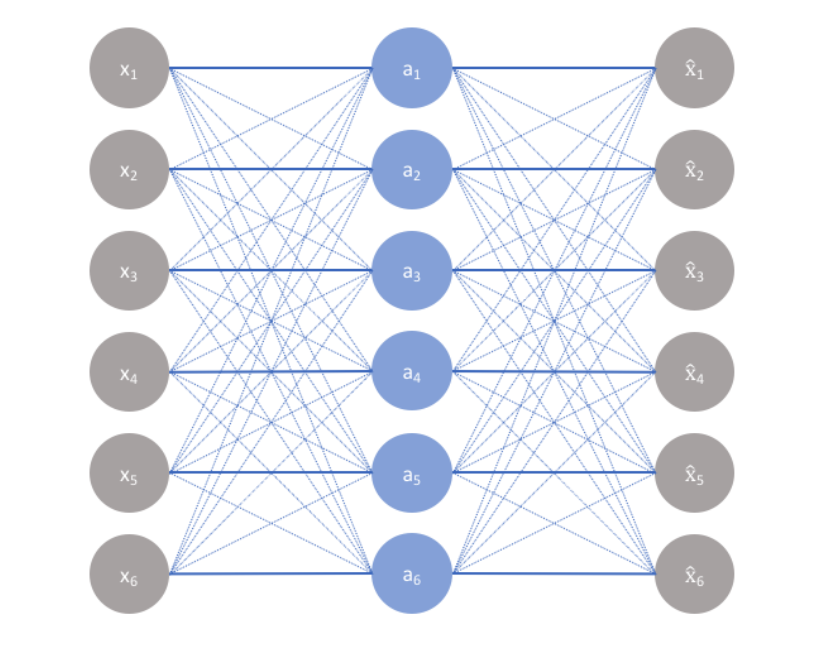 x₁ a₁ x̂₁
x₂ a₂ x̂₂
x₃ a₃ x̂₃
x₄ a₄ x̂₄
x₅ a₅ x̂₅
x₆ a₆ x̂₆